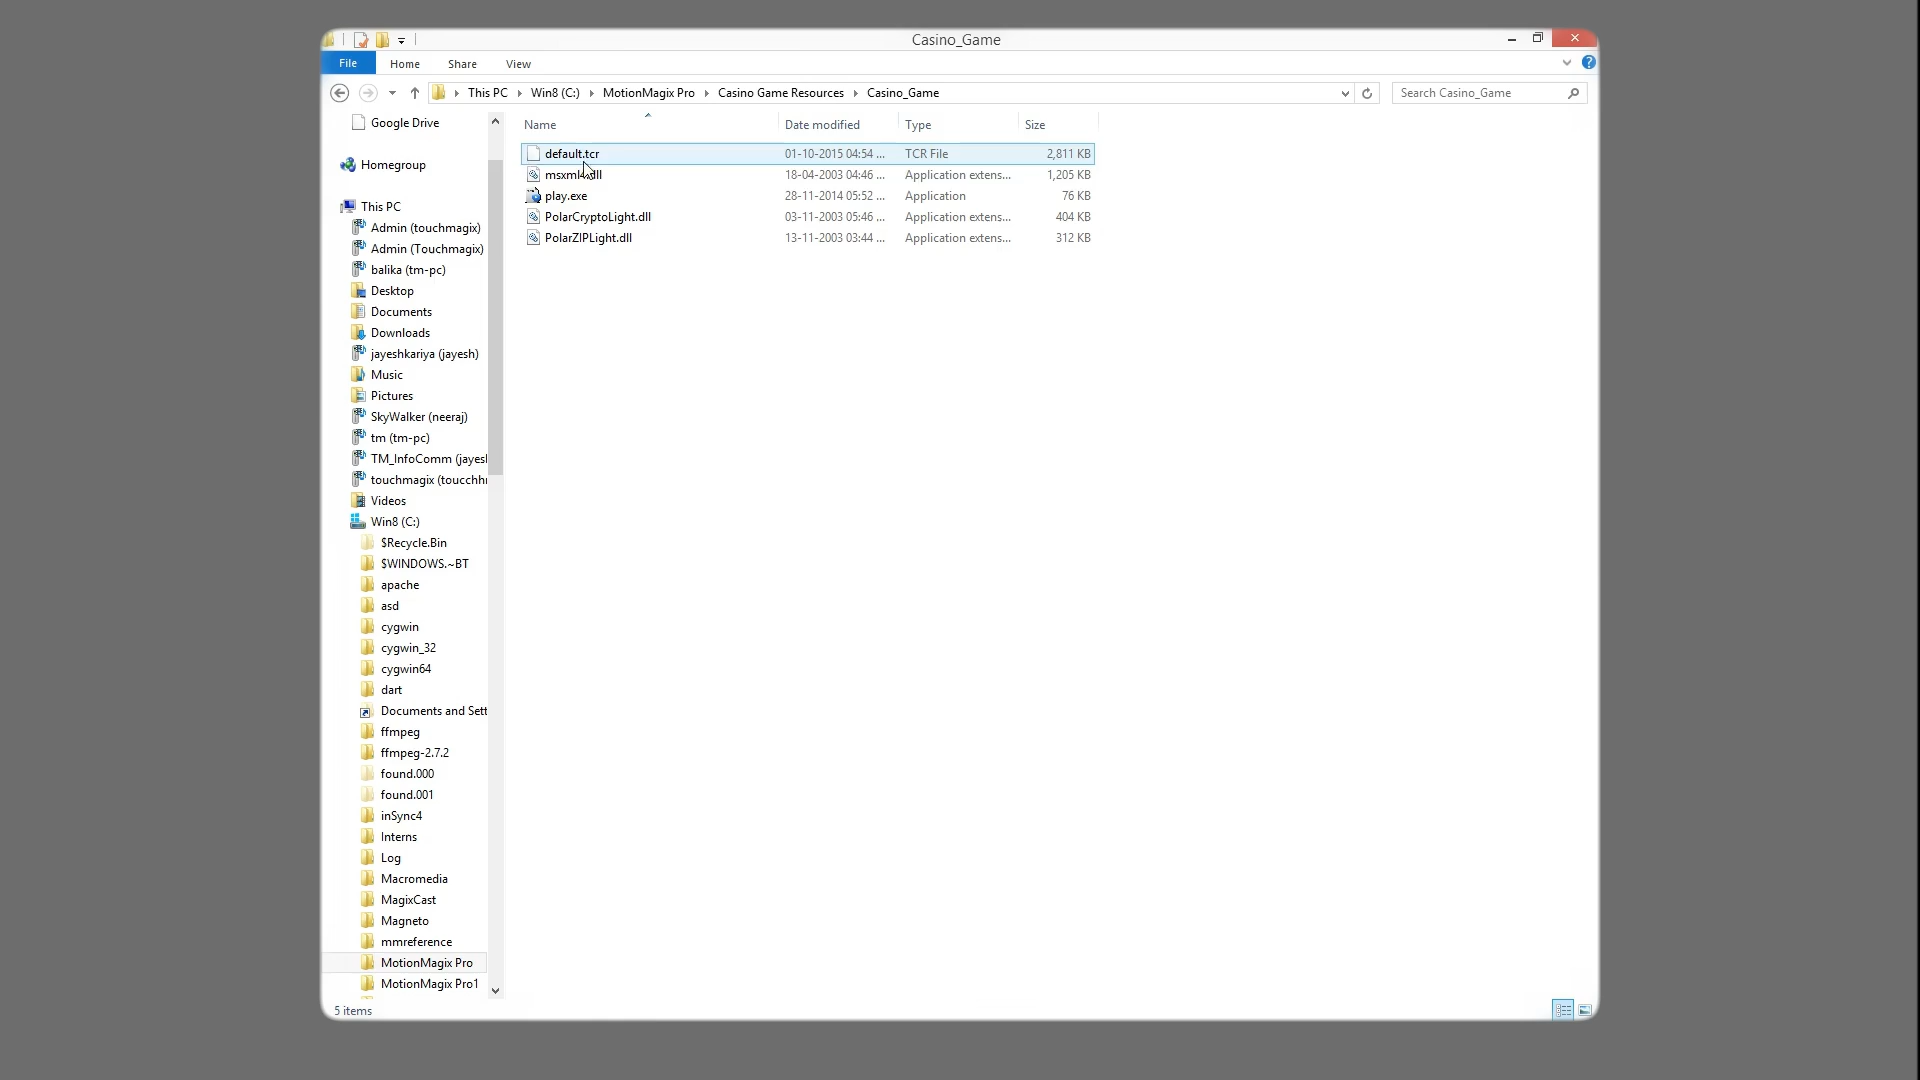 Casino_Game
File Home Share View
This PC Win8 (C:) MotionMagix Pro Casino Game Resources Casino_Game Search Casino_Game
Name Date modified Type Size
default.tcr 01-10-2015 04:54 ... TCR File 2,811 KB
msxml4.dll 18-04-2003 04:46 ... Application extens... 1,205 KB
play.exe 28-11-2014 05:52 ... Application 76 KB
PolarCryptoLight.dll 03-11-2003 05:46 ... Application extens... 404 KB
PolarZIPLight.dll 13-11-2003 03:44 ... Application extens... 312 KB
Google Drive
Homegroup
This PC
Admin (touchmagix)
Admin (Touchmagix)
balika (tm-pc)
Desktop
Documents
Downloads
jayeshkariya (jayesh)
Music
Pictures
SkyWalker (neeraj)
tm (tm-pc)
TM_InfoComm (jayesl
touchmagix (toucchhr
Videos
Win8 (C:)
$Recycle.Bin
$WINDOWS.~BT
apache
asd
cygwin
cygwin_32
cygwin64
dart
Documents and Sett
ffmpeg
ffmpeg-2.7.2
found.000
found.001
inSync4
Interns
Log
Macromedia
MagixCast
Magneto
mmreference
MotionMagix Pro
MotionMagix Pro1
5 items